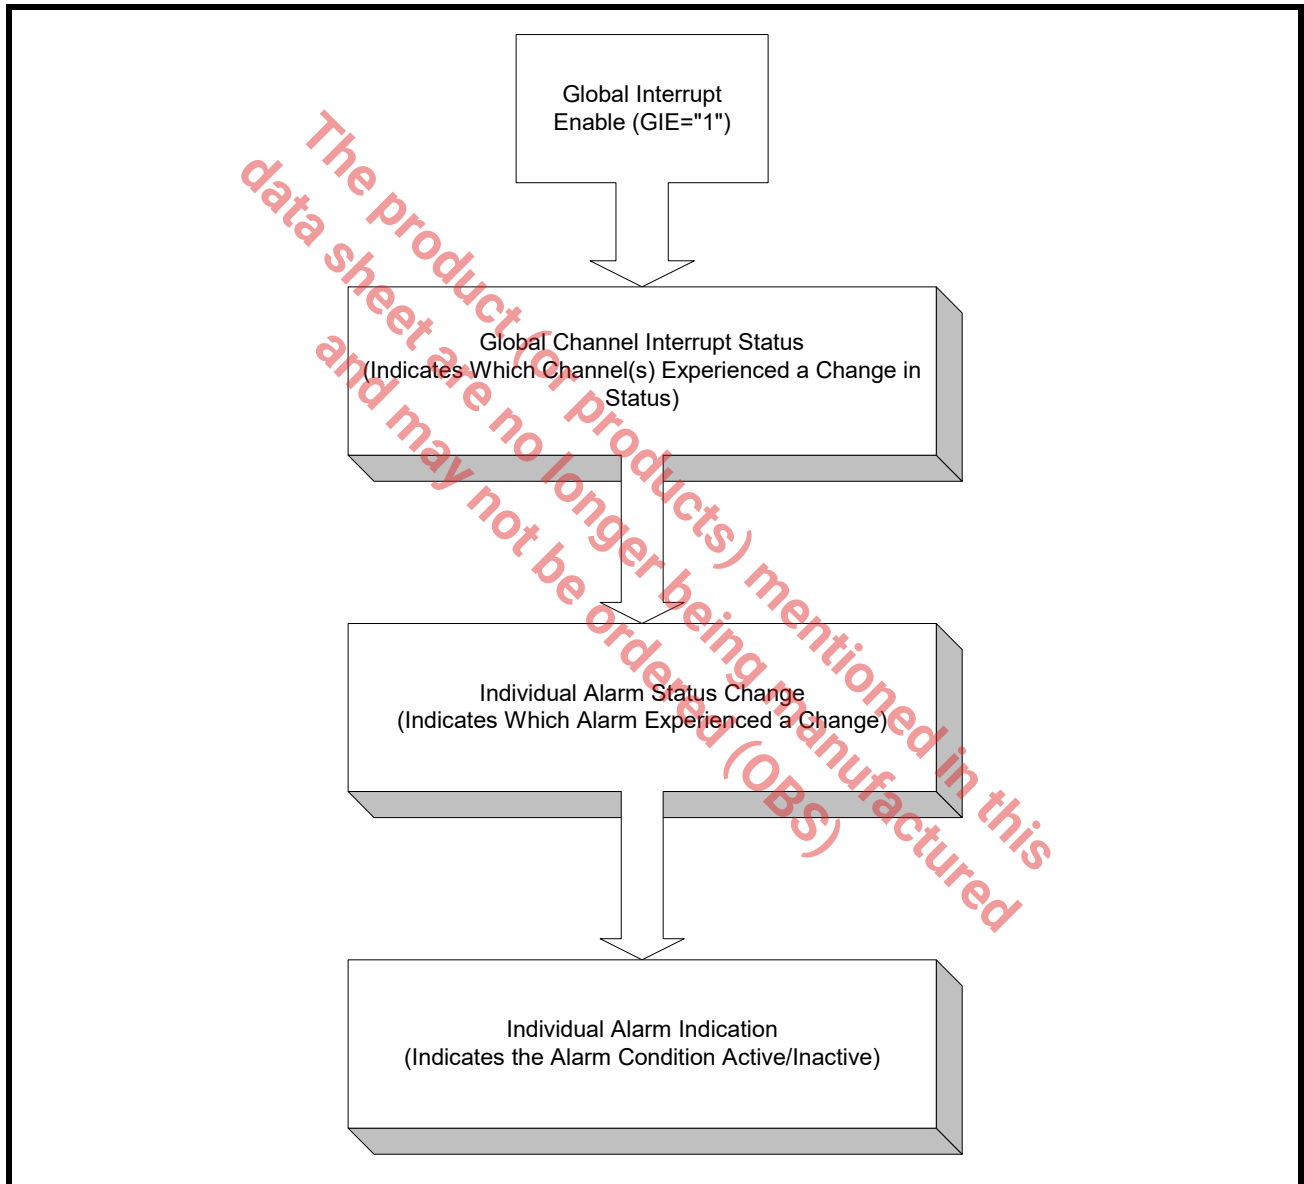 Global Interrupt
Enable (GIE="1")
Global Channel Interrupt Status
(Indicates Which Channel(s) Experienced a Change in
Status)
Individual Alarm Status Change
(Indicates Which Alarm Experienced a Change)
Individual Alarm Indication
(Indicates the Alarm Condition Active/Inactive)
The product (or products) mentioned in this
data sheet are no longer being manufactured
and may not be ordered (OBS)